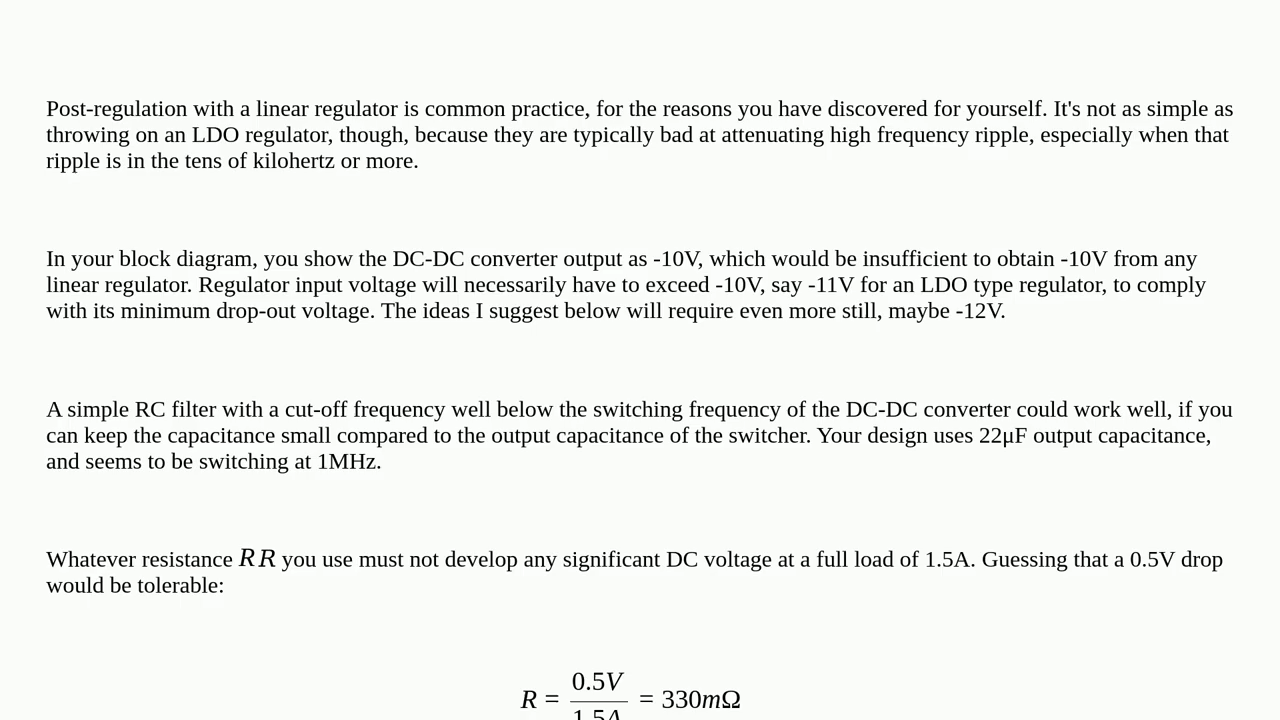 Post-regulation with a linear regulator is common practice, for the reasons you have discovered for yourself. It's not as simple as
throwing on an LDO regulator, though, because they are typically bad at attenuating high frequency ripple, especially when that
ripple is in the tens of kilohertz or more.
In your block diagram, you show the DC-DC converter output as -10V, which would be insufficient to obtain -10V from any
linear regulator. Regulator input voltage will necessarily have to exceed -10V, say -11V for an LDO type regulator, to comply
with its minimum drop-out voltage. The ideas I suggest below will require even more still, maybe -12V.
A simple RC filter with a cut-off frequency well below the switching frequency of the DC-DC converter could work well, if you
can keep the capacitance small compared to the output capacitance of the switcher. Your design uses 22μF output capacitance,
and seems to be switching at 1MHz.
Whatever resistance R R you use must not develop any significant DC voltage at a full load of 1.5A. Guessing that a 0.5V drop
would be tolerable:
R = 0.5V / 1.5A = 330mΩ